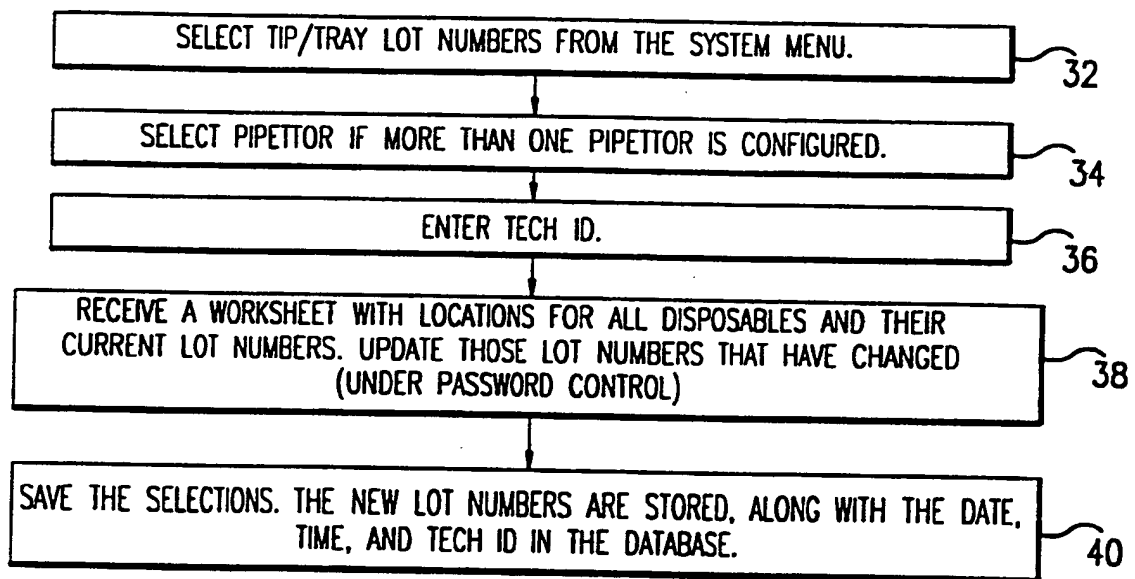 SELECT TIP/TRAY LOT NUMBERS FROM THE SYSTEM MENU.
32
SELECT PIPETTOR IF MORE THAN ONE PIPETTOR IS CONFIGURED.
34
ENTER TECH ID.
36
RECEIVE A WORKSHEET WITH LOCATIONS FOR ALL DISPOSABLES AND THEIR
CURRENT LOT NUMBERS. UPDATE THOSE LOT NUMBERS THAT HAVE CHANGED
(UNDER PASSWORD CONTROL)
38
SAVE THE SELECTIONS. THE NEW LOT NUMBERS ARE STORED, ALONG WITH THE DATE,
TIME, AND TECH ID IN THE DATABASE.
40